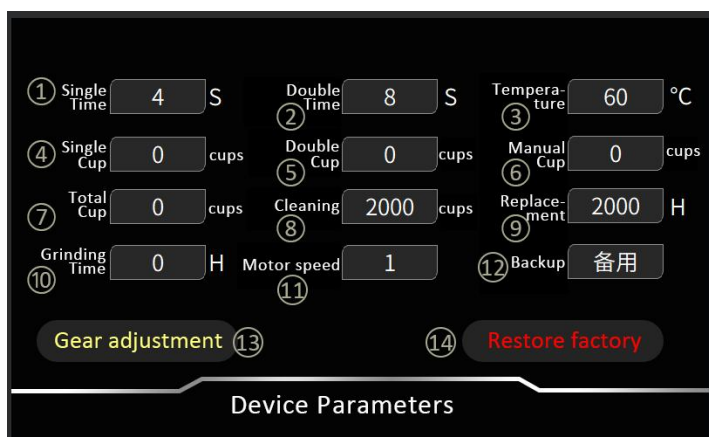 ① Single Time 4 S
② Double Time 8 S
③ Tempera-ture 60 °C
④ Single Cup 0 cups
⑤ Double Cup 0 cups
⑥ Manual Cup 0 cups
⑦ Total Cup 0 cups
⑧ Cleaning 2000 cups
⑨ Replace-ment 2000 H
⑩ Grinding Time 0 H
⑪ Motor speed 1
⑫ Backup 备用
Gear adjustment ⑬
⑭ Restore factory
Device Parameters